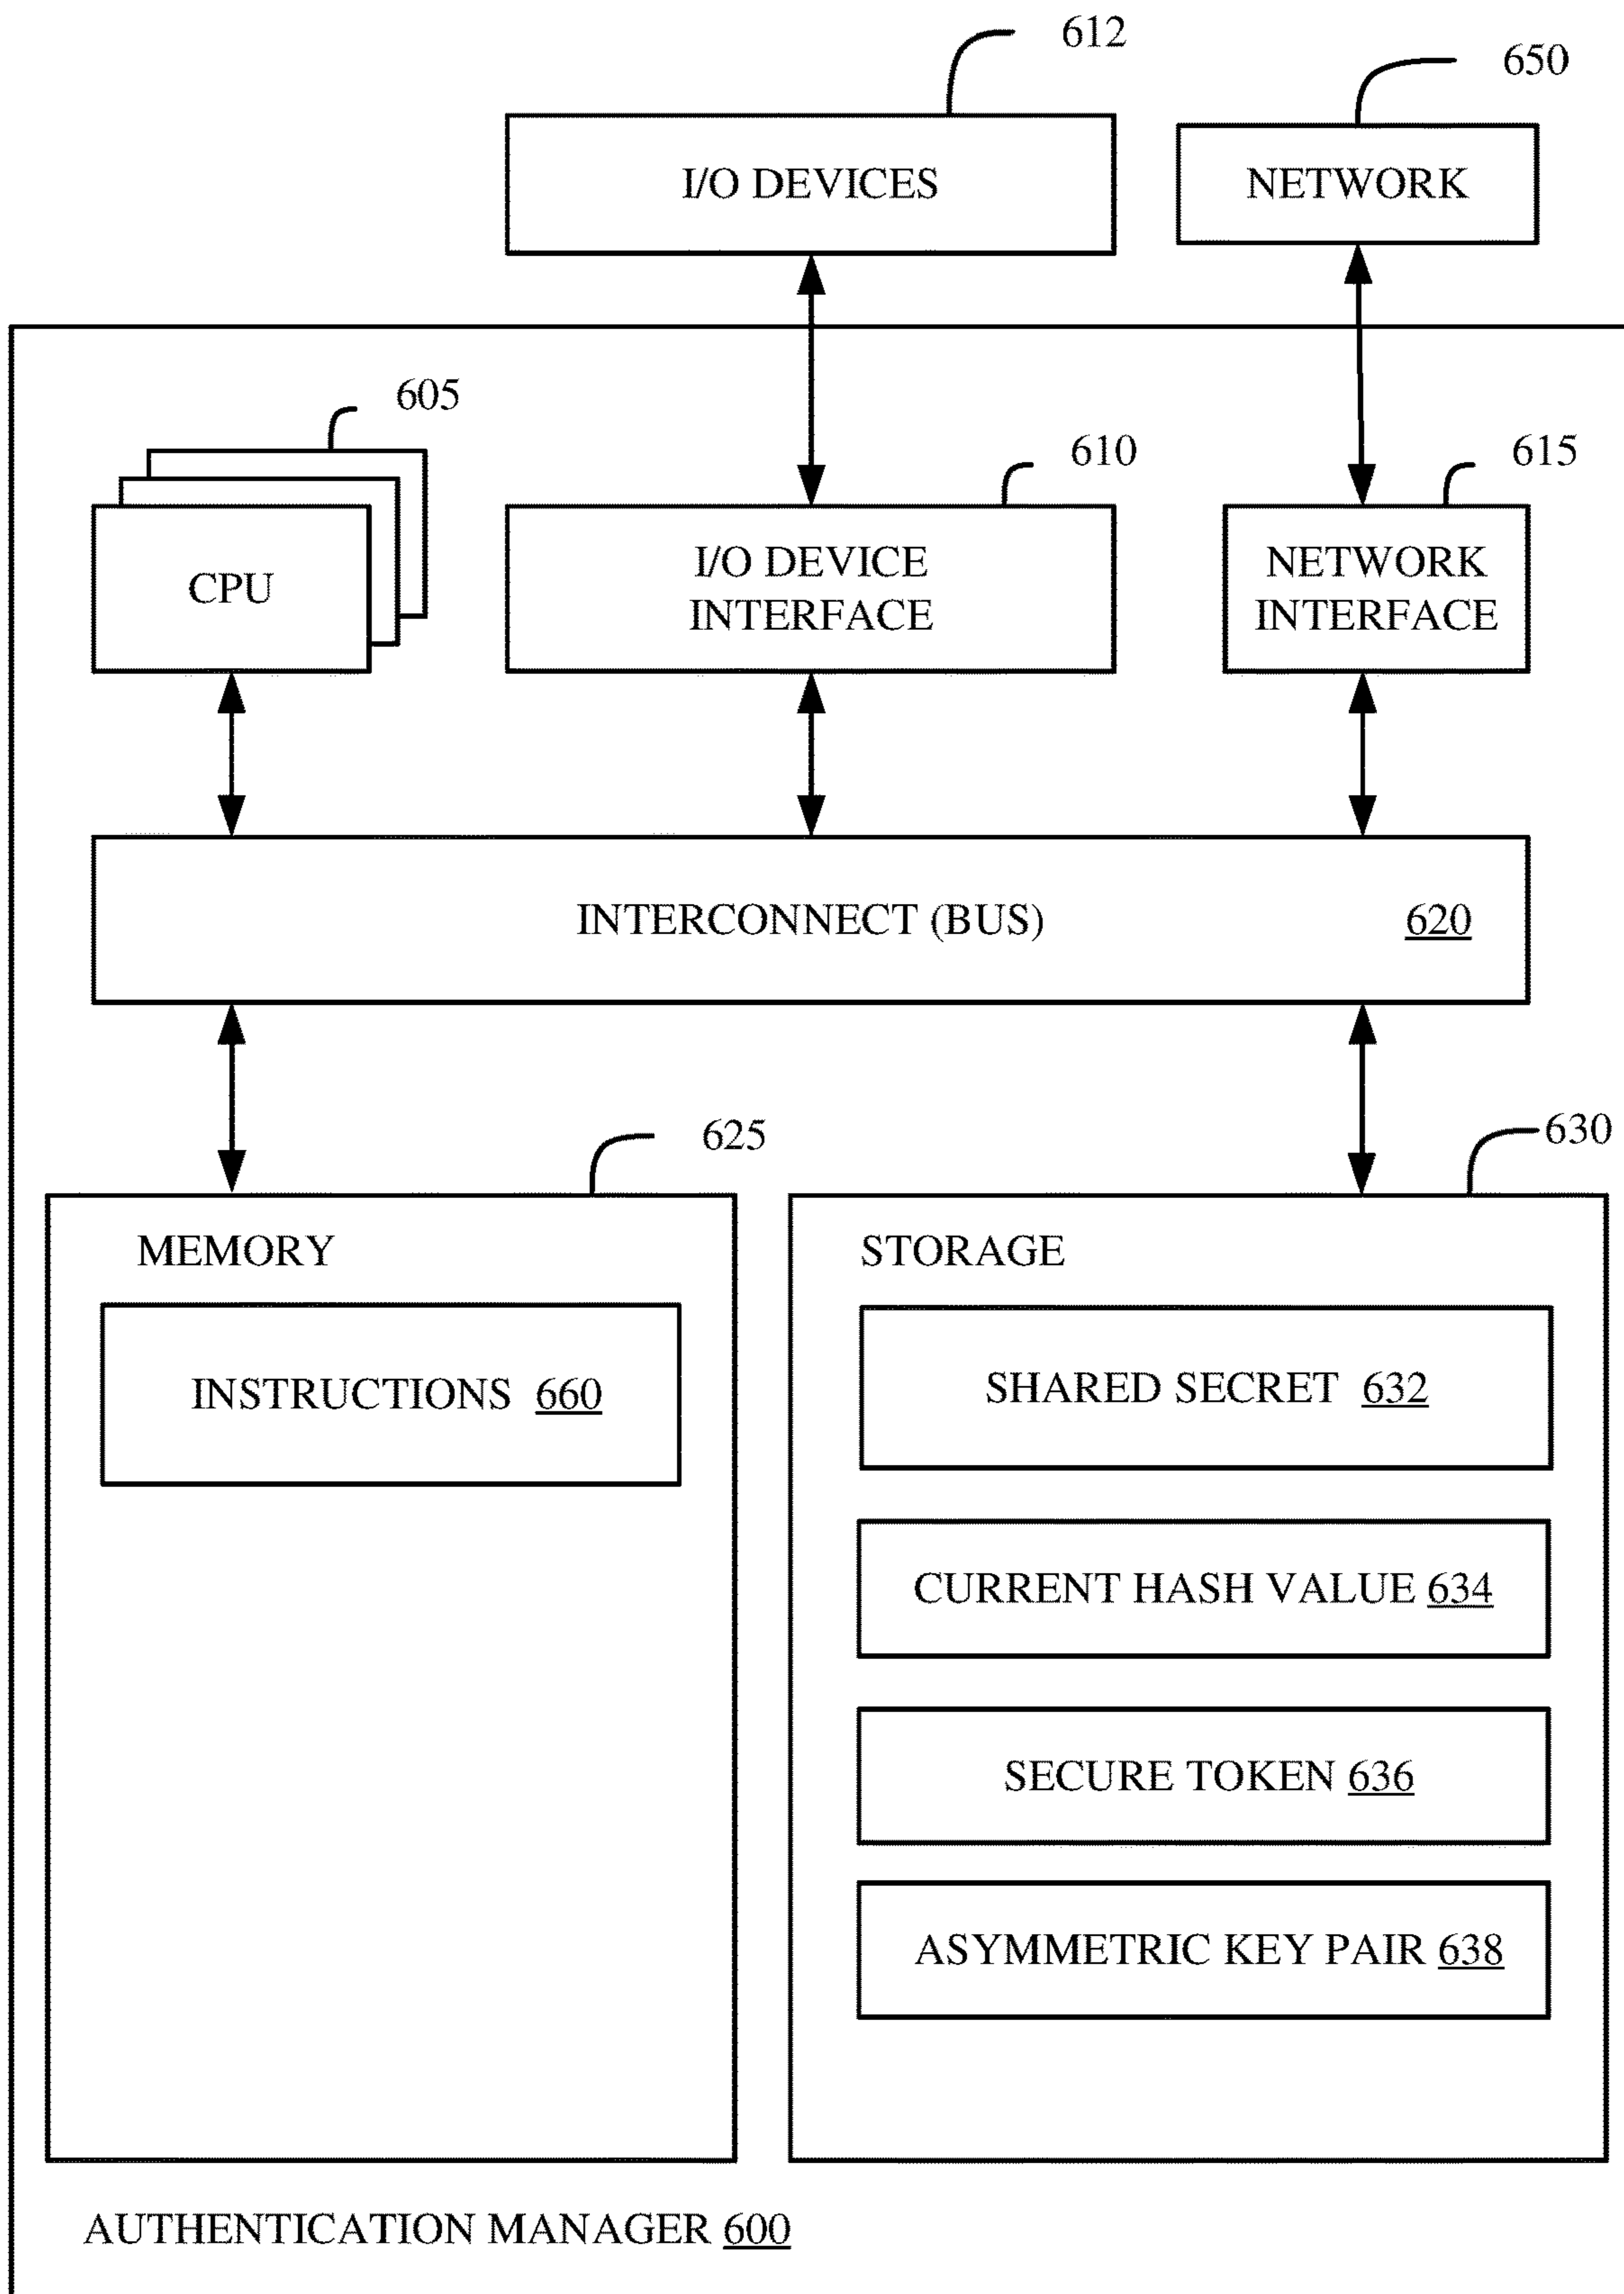 612
650
I/O DEVICES
NETWORK
605
610
615
CPU
I/O DEVICE
INTERFACE
NETWORK
INTERFACE
INTERCONNECT (BUS) 620
625
630
MEMORY
STORAGE
INSTRUCTIONS 660
SHARED SECRET 632
CURRENT HASH VALUE 634
SECURE TOKEN 636
ASYMMETRIC KEY PAIR 638
AUTHENTICATION MANAGER 600